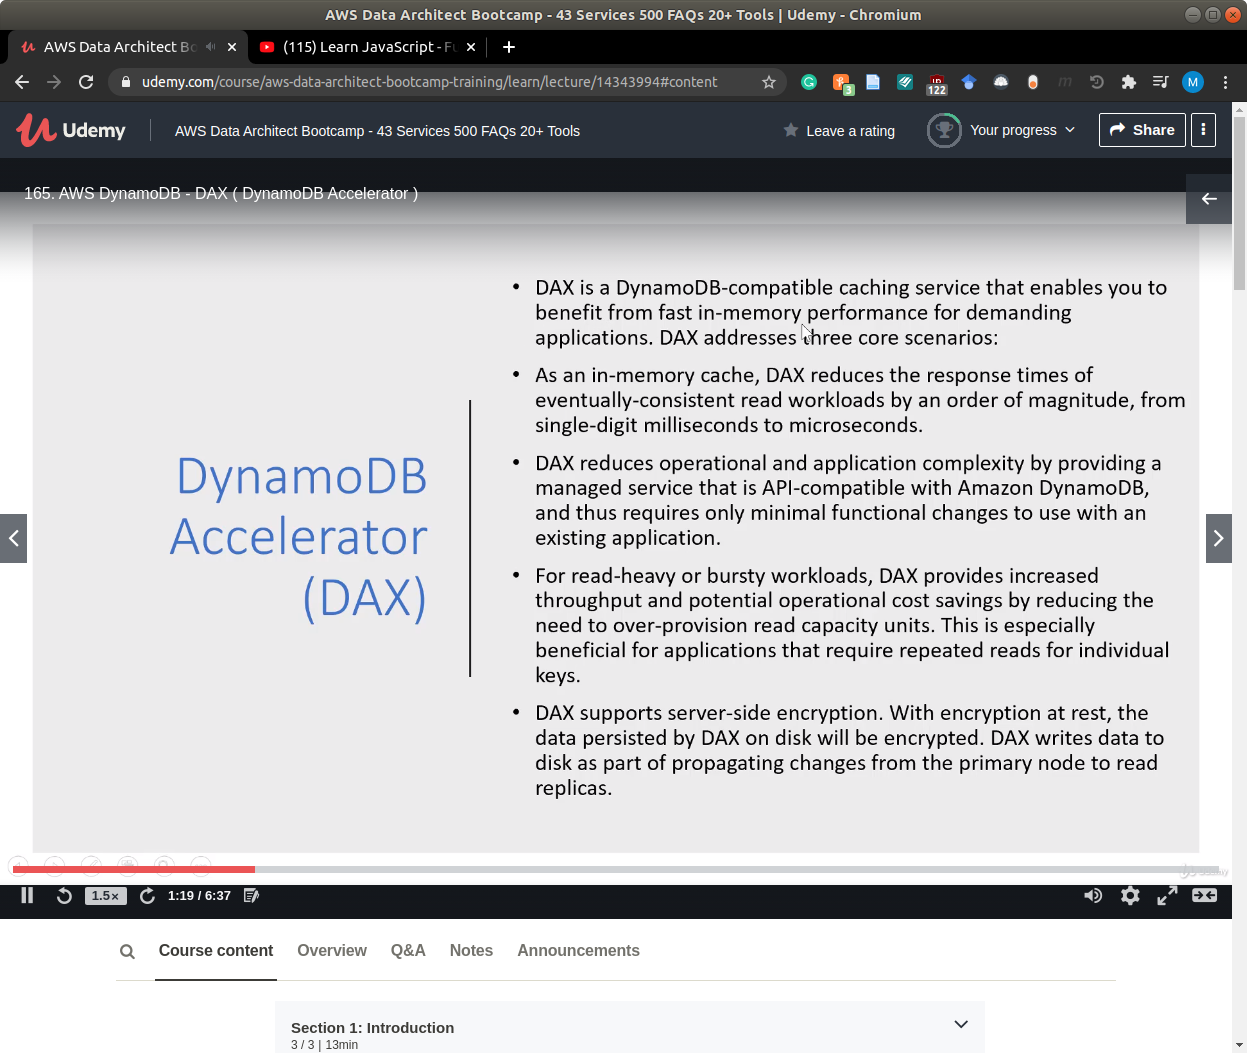 AWS Data Architect Bootcamp - 43 Services 500 FAQs 20+ Tools | Udemy - Chromium
AWS Data Architect Bo
(115) Learn JavaScript - Fu
udemy.com/course/aws-data-architect-bootcamp-training/learn/lecture/14343994#content
3
122
M
Udemy
AWS Data Architect Bootcamp - 43 Services 500 FAQs 20+ Tools
Leave a rating
Your progress
Share
165. AWS DynamoDB - DAX ( DynamoDB Accelerator )
DynamoDB
Accelerator
(DAX)
• DAX is a DynamoDB-compatible caching service that enables you to
benefit from fast in-memory performance for demanding
applications. DAX addresses three core scenarios:
• As an in-memory cache, DAX reduces the response times of
eventually-consistent read workloads by an order of magnitude, from
single-digit milliseconds to microseconds.
• DAX reduces operational and application complexity by providing a
managed service that is API-compatible with Amazon DynamoDB,
and thus requires only minimal functional changes to use with an
existing application.
• For read-heavy or bursty workloads, DAX provides increased
throughput and potential operational cost savings by reducing the
need to over-provision read capacity units. This is especially
beneficial for applications that require repeated reads for individual
keys.
• DAX supports server-side encryption. With encryption at rest, the
data persisted by DAX on disk will be encrypted. DAX writes data to
disk as part of propagating changes from the primary node to read
replicas.
1.5×
1:19 / 6:37
Course content
Overview
Q&A
Notes
Announcements
Section 1: Introduction
3 / 3 | 13min